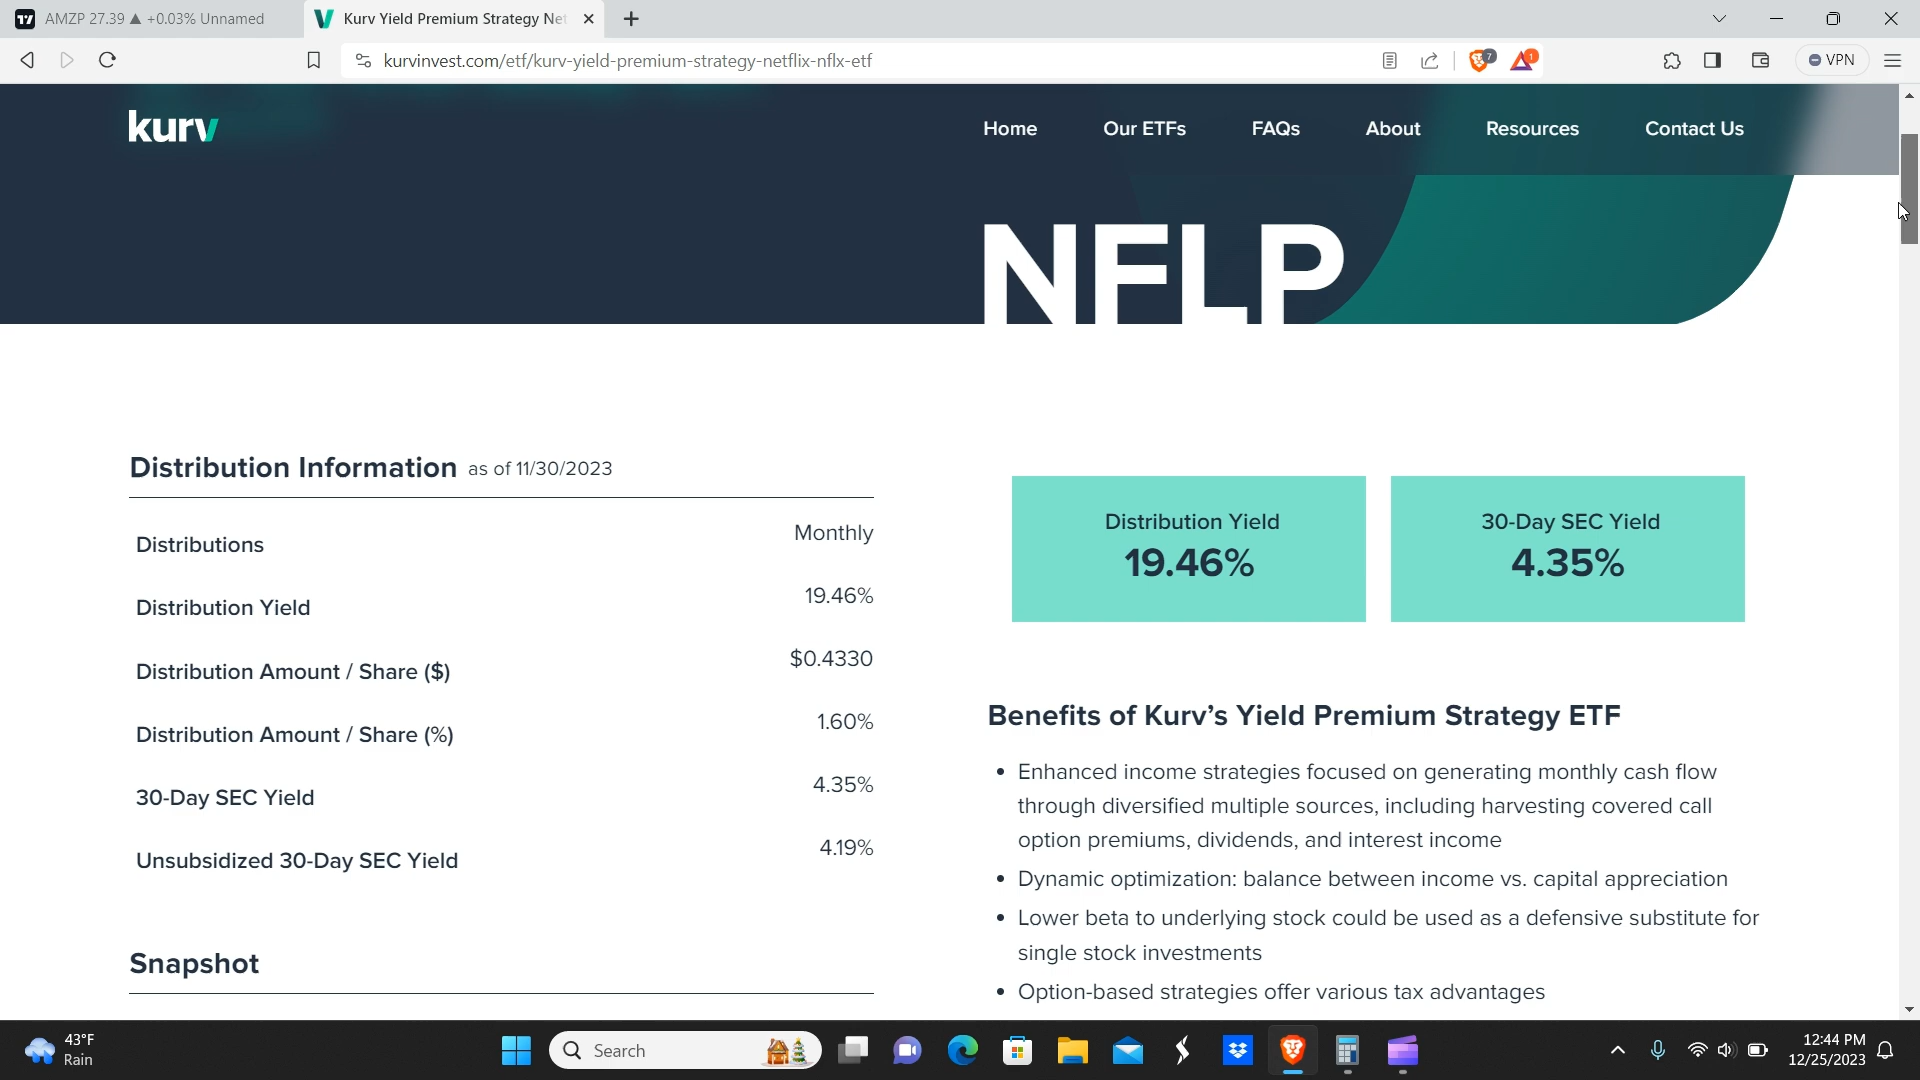 AMZP 27.39 ▲ +0.03% Unnamed
Kurv Yield Premium Strategy Net
kurvinvest.com/etf/kurv-yield-premium-strategy-netflix-nflx-etf
7
1
VPN
kurv
Home
Our ETFs
FAQs
About
Resources
Contact Us
NFLP
Distribution Information as of 11/30/2023
Distributions Monthly
Distribution Yield 19.46%
Distribution Amount / Share ($) $0.4330
Distribution Amount / Share (%) 1.60%
30-Day SEC Yield 4.35%
Unsubsidized 30-Day SEC Yield 4.19%
Snapshot
Distribution Yield
19.46%
30-Day SEC Yield
4.35%
Benefits of Kurv’s Yield Premium Strategy ETF
• Enhanced income strategies focused on generating monthly cash flow
through diversified multiple sources, including harvesting covered call
option premiums, dividends, and interest income
• Dynamic optimization: balance between income vs. capital appreciation
• Lower beta to underlying stock could be used as a defensive substitute for
single stock investments
• Option-based strategies offer various tax advantages
43°F
Rain
Search
12:44 PM
12/25/2023